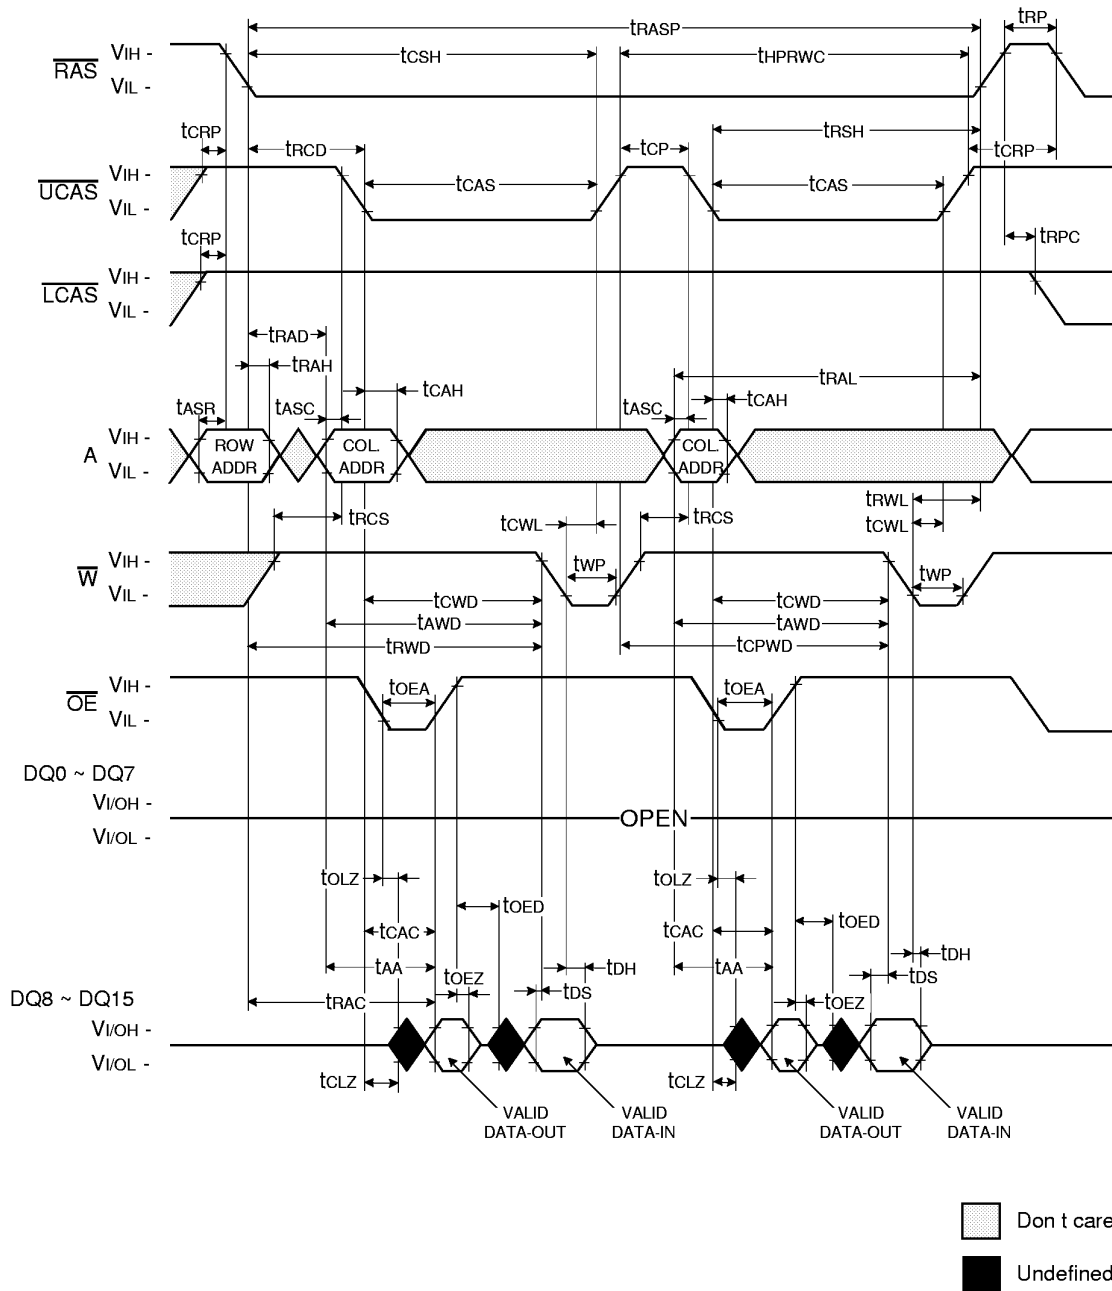 tRASP tRP
RAS VIH - tCSH tHPRWC
VIL -
tCRP tRCD tCP tRSH tCRP
UCAS VIH - tCAS tCAS
VIL -
tCRP tRPC
LCAS VIH -
VIL -
tRAD
tRAH tCAH tRAL
tASR tASC tASC tCAH
A VIH - ROW COL. COL.
VIL - ADDR ADDR ADDR
tRWL
tRCS tCWL tRCS tCWL
W VIH - tWP tWP
VIL -
tCWD tCWD
tAWD tAWD
tRWD tCPWD
OE VIH - tOEA tOEA
VIL -
DQ0 ~ DQ7
VI/OH -
OPEN
VI/OL -
tOLZ tOLZ
tOED tOED
tCAC tCAC
tAA tOEZ tDH tAA tDH
DQ8 ~ DQ15 tRAC tDS tOEZ tDS
VI/OH -
VI/OL -
tCLZ tCLZ
VALID VALID VALID VALID
DATA-OUT DATA-IN DATA-OUT DATA-IN
Don t care
Undefined